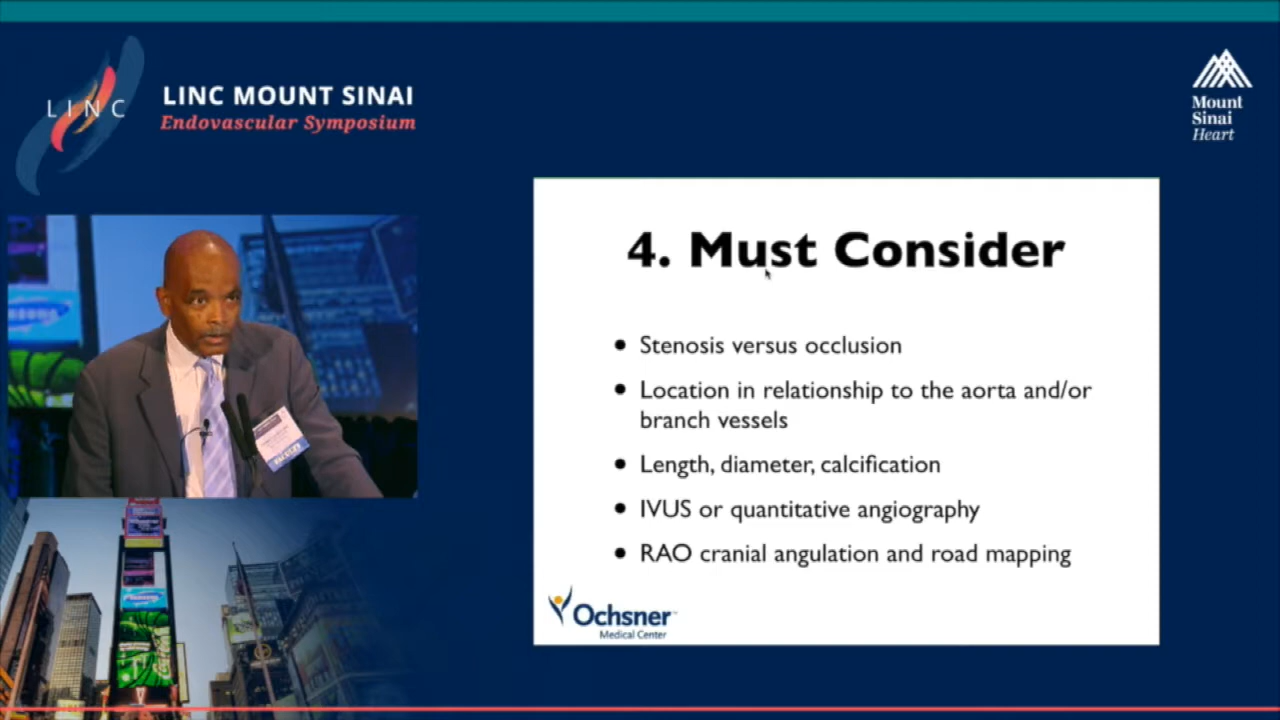 LINC
LINC MOUNT SINAI
Endovascular Symposium
Mount
Sinai
Heart
4. Must Consider
• Stenosis versus occlusion
• Location in relationship to the aorta and/or
branch vessels
• Length, diameter, calcification
• IVUS or quantitative angiography
• RAO cranial angulation and road mapping
Ochsner™
Medical Center